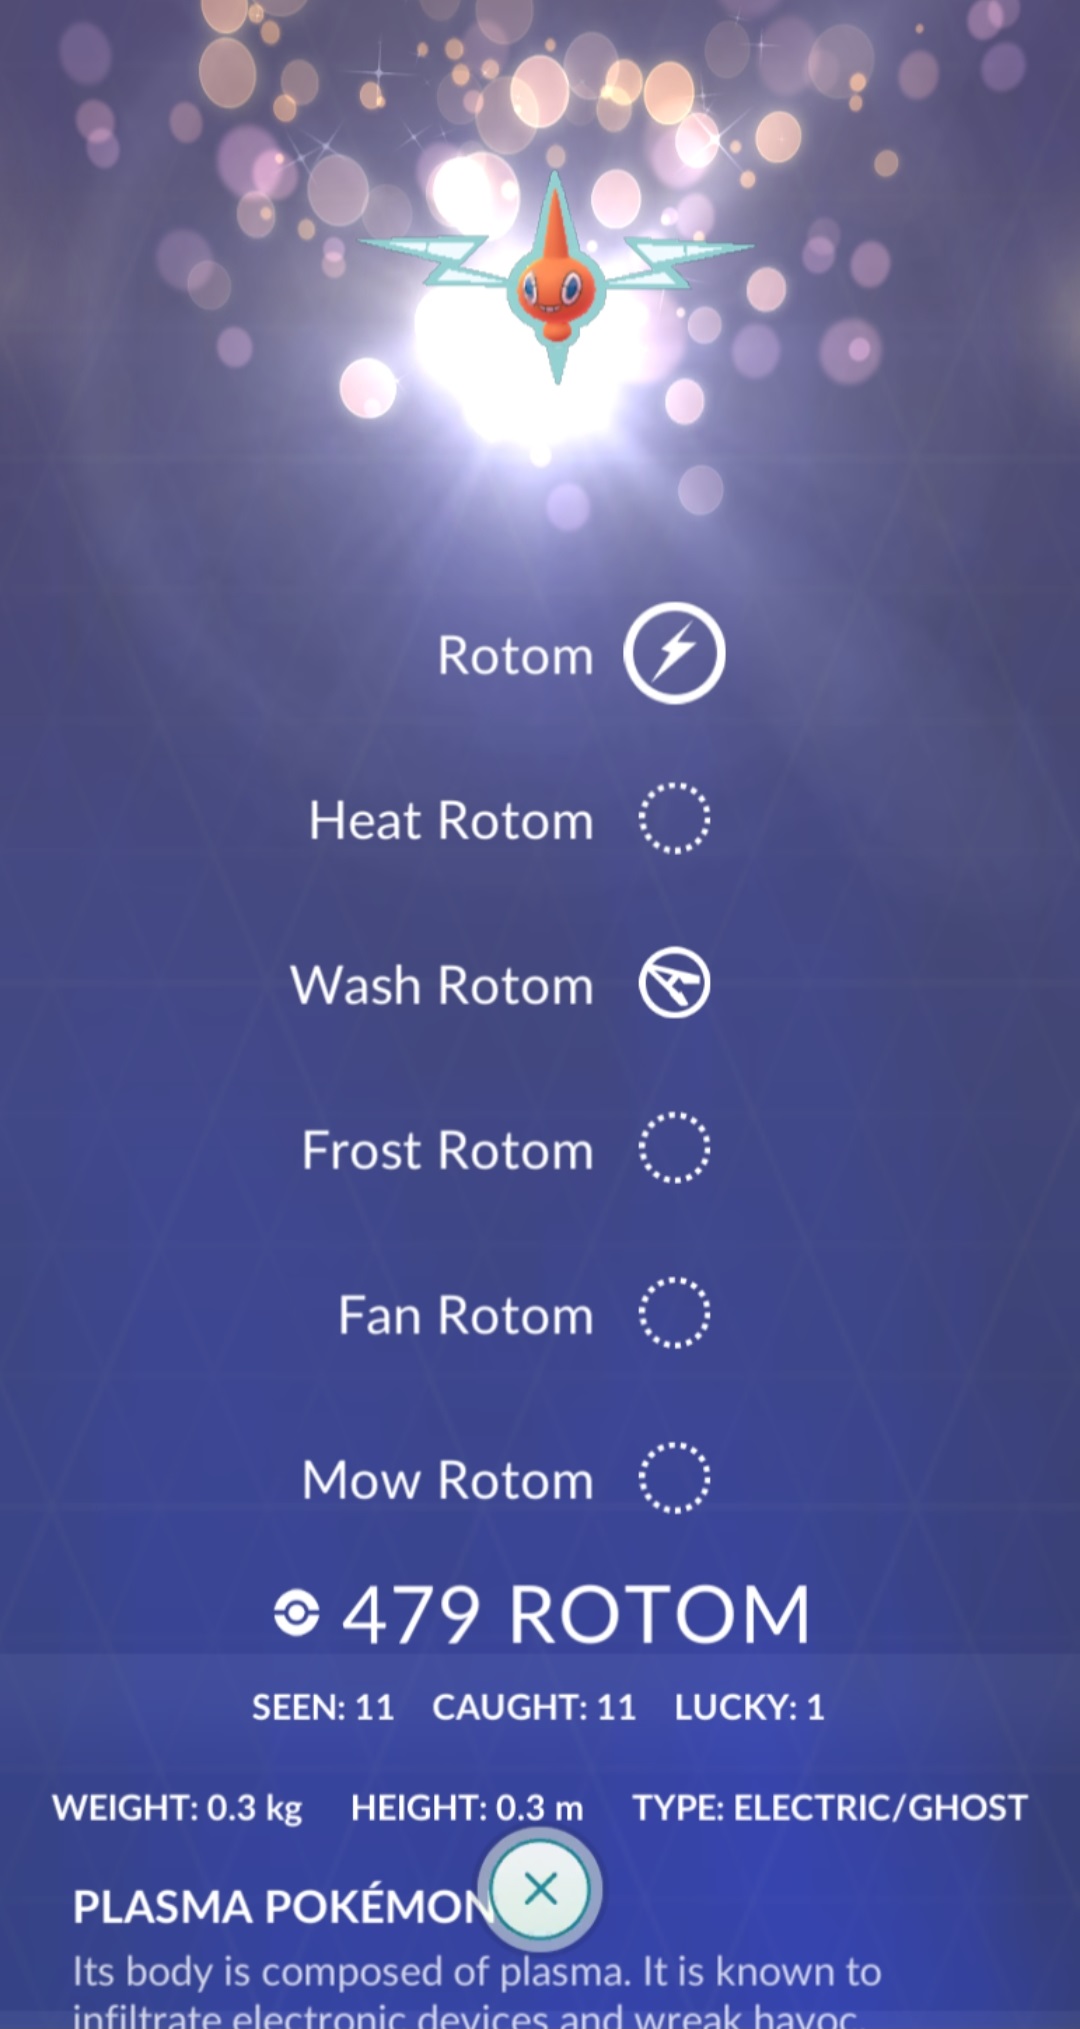 Rotom
Heat Rotom
Wash Rotom
Frost Rotom
Fan Rotom
Mow Rotom
479 ROTOM
SEEN: 11 CAUGHT: 11 LUCKY: 1
WEIGHT: 0.3 kg HEIGHT: 0.3 m TYPE: ELECTRIC/GHOST
PLASMA POKÉMON
Its body is composed of plasma. It is known to
infiltrate electronic devices and wreak havoc.